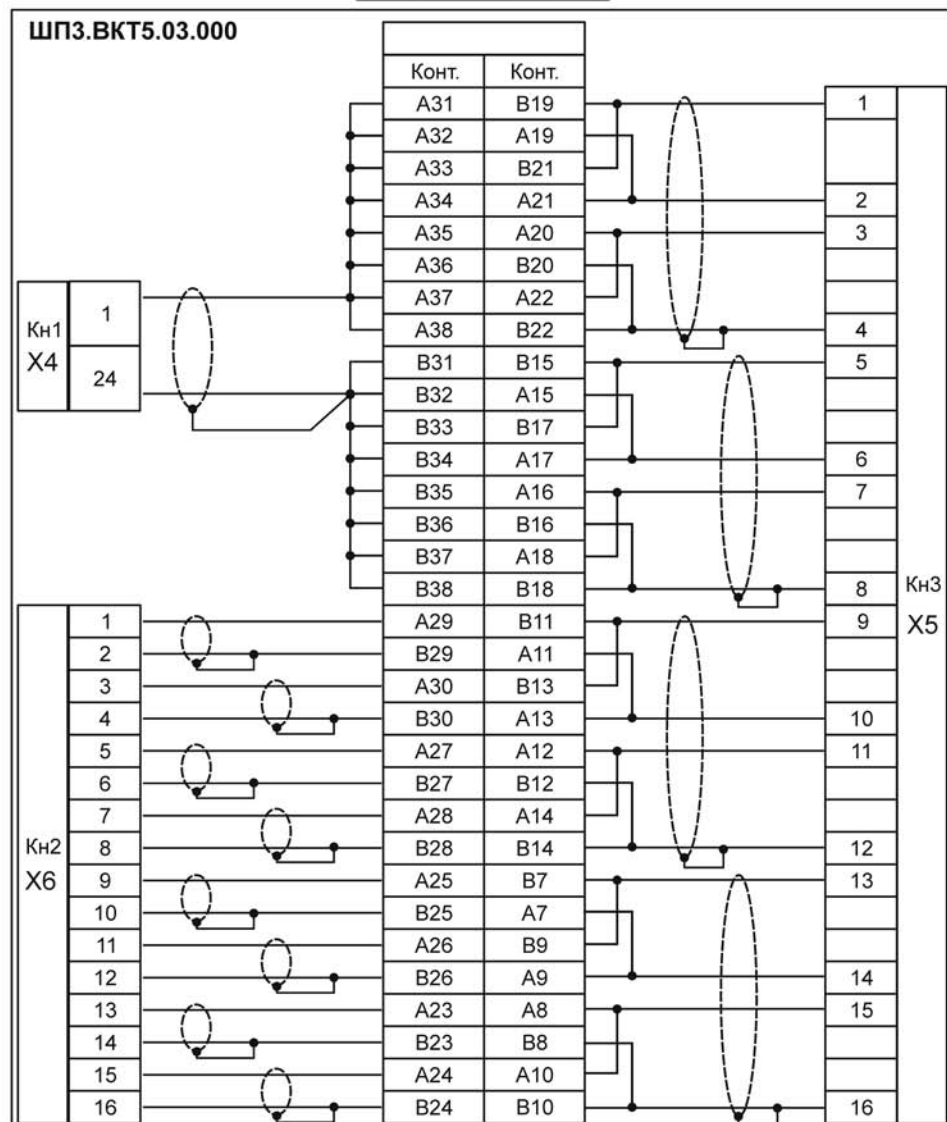 ШП3.ВКТ5.03.000
Конт. Конт.
A31 B19 1
A32 A19
A33 B21
A34 A21 2
A35 A20 3
A36 B20
A37 A22
A38 B22 4
Кн1
X4
1
24
B31 B15 5
B32 A15
B33 B17
B34 A17 6
B35 A16 7
B36 B16
B37 A18
B38 B18 8
Кн3
X5
1 A29 B11 9
2 B29 A11
3 A30 B13
4 B30 A13 10
5 A27 A12 11
6 B27 B12
7 A28 A14
8 B28 B14 12
Кн2
X6
9 A25 B7 13
10 B25 A7
11 A26 B9
12 B26 A9 14
13 A23 A8 15
14 B23 B8
15 A24 A10
16 B24 B10 16